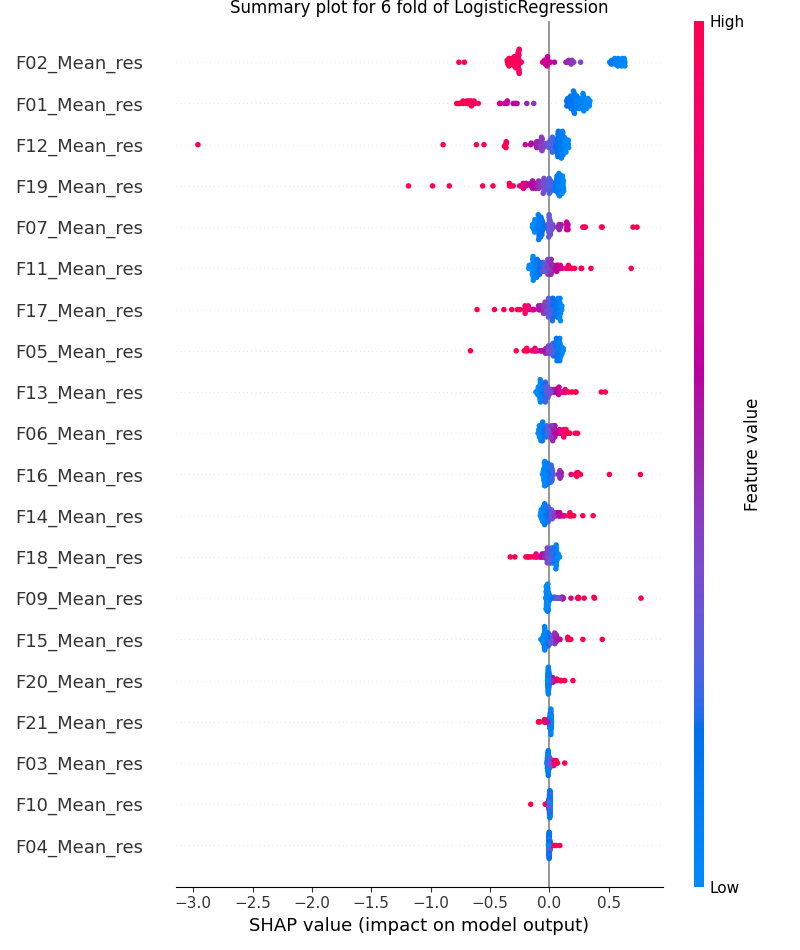 Summary plot for 6 fold of LogisticRegression
High
F02_Mean_res
F01_Mean_res
F12_Mean_res
F19_Mean_res
F07_Mean_res
F11_Mean_res
F17_Mean_res
F05_Mean_res
F13_Mean_res
F06_Mean_res
F16_Mean_res
F14_Mean_res
F18_Mean_res
F09_Mean_res
F15_Mean_res
F20_Mean_res
F21_Mean_res
F03_Mean_res
F10_Mean_res
F04_Mean_res
Feature value
Low
−3.0 −2.5 −2.0 −1.5 −1.0 −0.5 0.0 0.5
SHAP value (impact on model output)